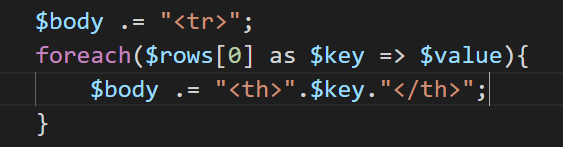 $body .= "<tr>";
foreach($rows[0] as $key => $value){
    $body .= "<th>".$key."</th>";
}